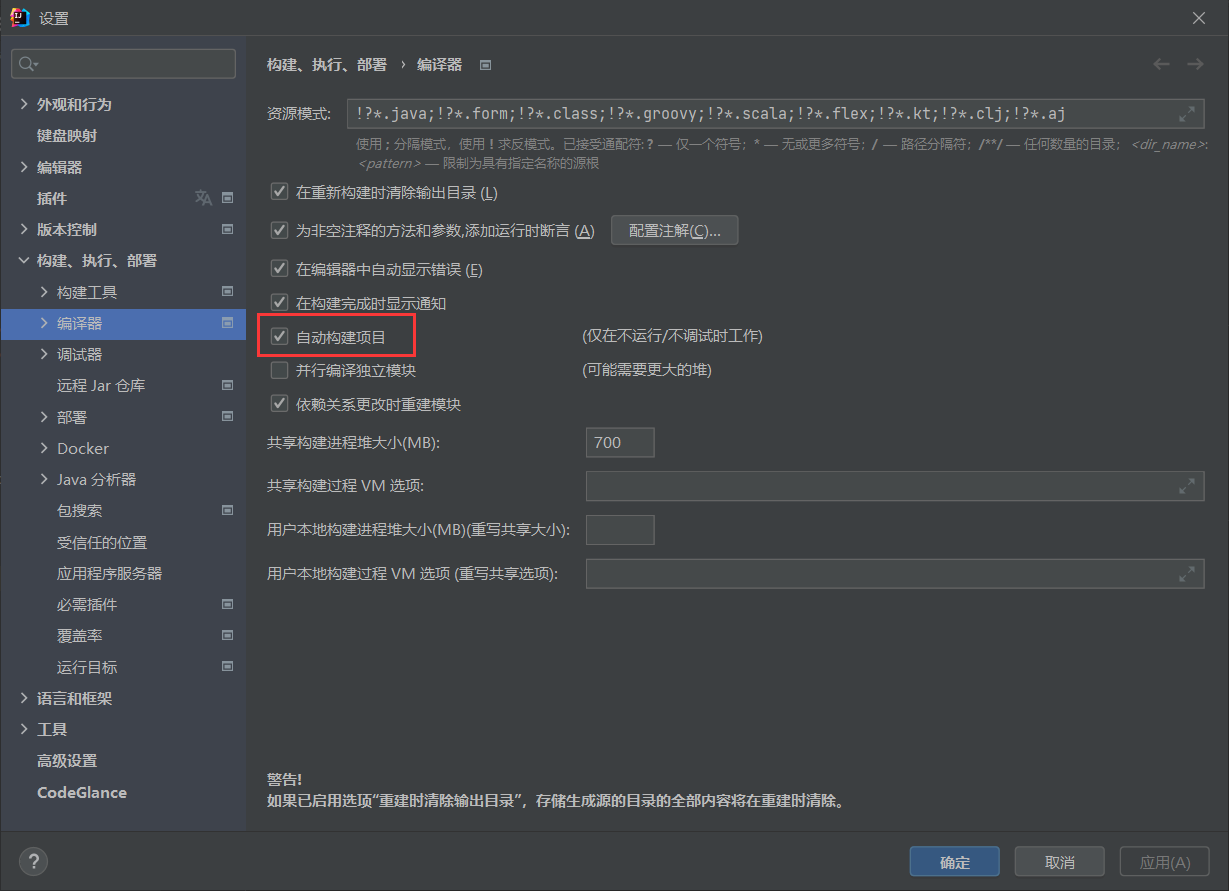 设置
外观和行为
键盘映射
编辑器
插件
版本控制
构建、执行、部署
构建工具
编译器
调试器
远程 Jar 仓库
部署
Docker
Java 分析器
包搜索
受信任的位置
应用程序服务器
必需插件
覆盖率
运行目标
语言和框架
工具
高级设置
CodeGlance
构建、执行、部署 › 编译器
资源模式: !?*.java;!?*.form;!?*.class;!?*.groovy;!?*.scala;!?*.flex;!?*.kt;!?*.clj;!?*.aj
使用 ; 分隔模式，使用 ! 求反模式。已接受通配符: ? — 仅一个符号； * — 无或更多符号； / — 路径分隔符； /**/ — 任何数量的目录； <dir_name>:
<pattern> — 限制为具有指定名称的源根
在重新构建时清除输出目录 (L)
为非空注释的方法和参数,添加运行时断言 (A) 配置注解(C)...
在编辑器中自动显示错误 (E)
在构建完成时显示通知
自动构建项目 (仅在不运行/不调试时工作)
并行编译独立模块 (可能需要更大的堆)
依赖关系更改时重建模块
共享构建进程堆大小(MB): 700
共享构建过程 VM 选项:
用户本地构建进程堆大小(MB)(重写共享大小):
用户本地构建过程 VM 选项 (重写共享选项):
警告!
如果已启用选项“重建时清除输出目录”，存储生成源的目录的全部内容将在重建时清除。
?
确定 取消 应用(A)